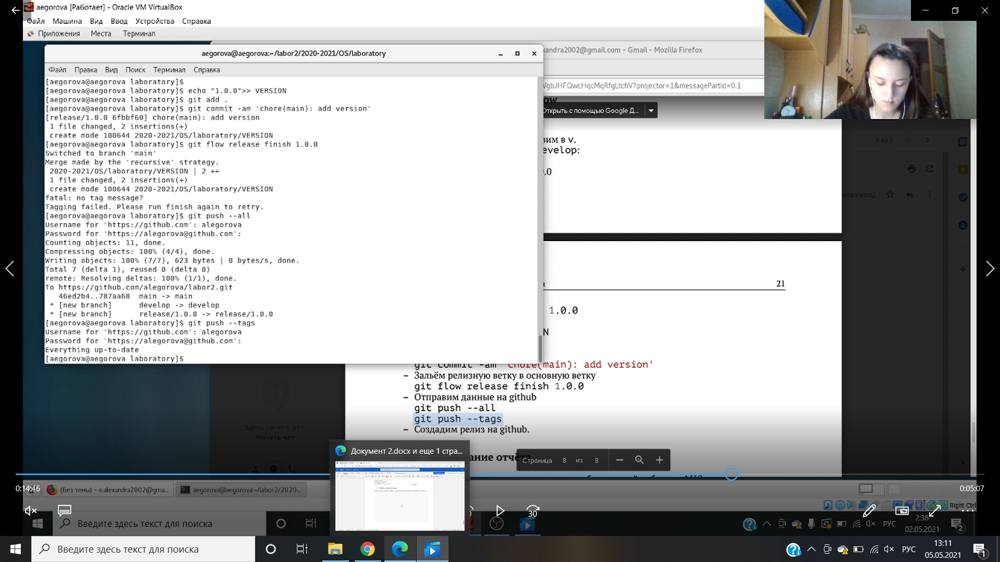 aegorova [Работает] - Oracle VM VirtualBox
Файл Машина Вид Ввод Устройства Справка
Приложения Места Терминал
aegorova@aegorova:~/labor2/2020-2021/OS/laboratory
xandra2002@gmail.com - Gmail - Mozilla Firefox
Файл Правка Вид Поиск Терминал Справка
[aegorova@aegorova laboratory]$
[aegorova@aegorova laboratory]$ echo "1.0.0">> VERSION
[aegorova@aegorova laboratory]$ git add .
[aegorova@aegorova laboratory]$ git commit -am 'chore(main): add version'
[release/1.0.0 6fbbf60] chore(main): add version
1 file changed, 2 insertions(+)
create mode 100644 2020-2021/OS/laboratory/VERSION
[aegorova@aegorova laboratory]$ git flow release finish 1.0.0
Switched to branch 'main'
Merge made by the 'recursive' strategy.
2020-2021/OS/laboratory/VERSION | 2 ++
1 file changed, 2 insertions(+)
create mode 100644 2020-2021/OS/laboratory/VERSION
fatal: no tag message?
Tagging failed. Please run finish again to retry.
[aegorova@aegorova laboratory]$ git push --all
Username for 'https://github.com': alegorova
Password for 'https://alegorova@github.com':
Counting objects: 11, done.
Compressing objects: 100% (4/4), done.
Writing objects: 100% (7/7), 623 bytes | 0 bytes/s, done.
Total 7 (delta 1), reused 0 (delta 0)
remote: Resolving deltas: 100% (1/1), done.
To https://github.com/alegorova/labor2.git
46ed2b4..787aa68 main -> main
* [new branch] develop -> develop
* [new branch] release/1.0.0 -> release/1.0.0
[aegorova@aegorova laboratory]$ git push --tags
Username for 'https://github.com': alegorova
Password for 'https://alegorova@github.com':
Everything up-to-date
[aegorova@aegorova laboratory]$
VgbJHFQwcHqcMqRfgLtchV?projector=1&messagePartId=0.1
ow
Открыть с помощью Google Д...
зим в v.
evelop:
.0
1 из 3
аса назад)
21
1.0.0
N
git commit -am 'chore(main): add version'
– Зальём релизную ветку в основную ветку
git flow release finish 1.0.0
– Отправим данные на github
git push --all
git push --tags
– Создадим релиз на github.
ание отчёта
Страница 8 из 8
Здесь ничего нет.
Начать чат
Документ 2.docx и еще 1 стра...
0:14:46
(без темы) - e.alexandra2002@gma...
aegorova@aegorova:~/labor2/2020...
0:05:07
30
Right Ctrl
Введите здесь текст для поиска
РУС
2:38
02.05.2021
2
Введите здесь текст для поиска
РУС
13:11
05.05.2021
1